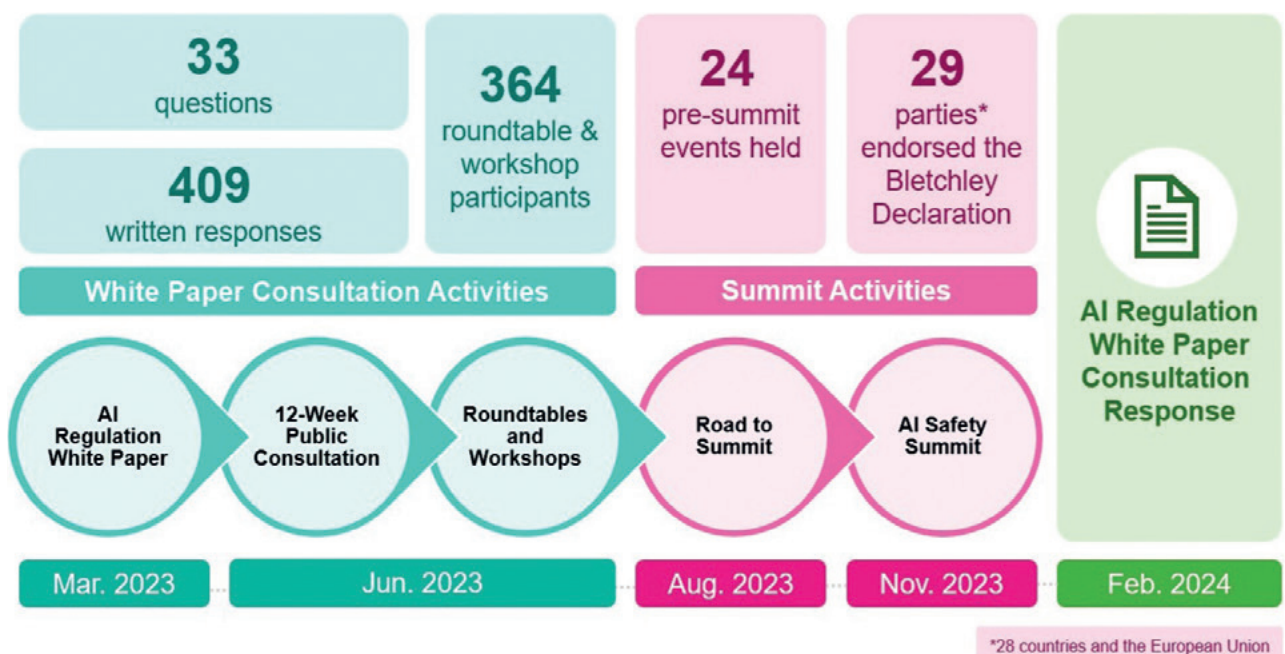 33
questions
409
written responses
364
roundtable &
workshop
participants
24
pre-summit
events held
29
parties*
endorsed the
Bletchley
Declaration
White Paper Consultation Activities
Summit Activities
AI Regulation
White Paper
Consultation
Response
AI
Regulation
White Paper
12-Week
Public
Consultation
Roundtables
and
Workshops
Road to
Summit
AI Safety
Summit
Mar. 2023
Jun. 2023
Aug. 2023
Nov. 2023
Feb. 2024
*28 countries and the European Union